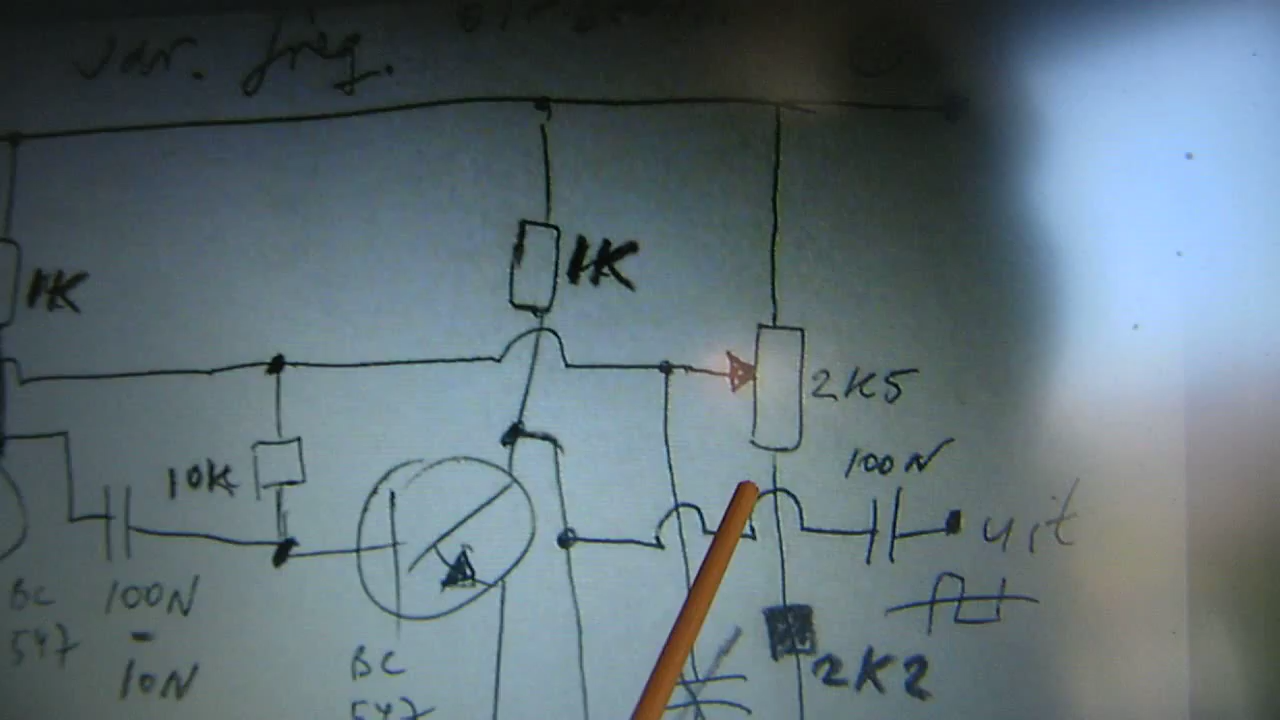 var. freq.
1K
1K
2K5
100N
10K
uit
BC
547
100N
-
10N
BC
547
2K2